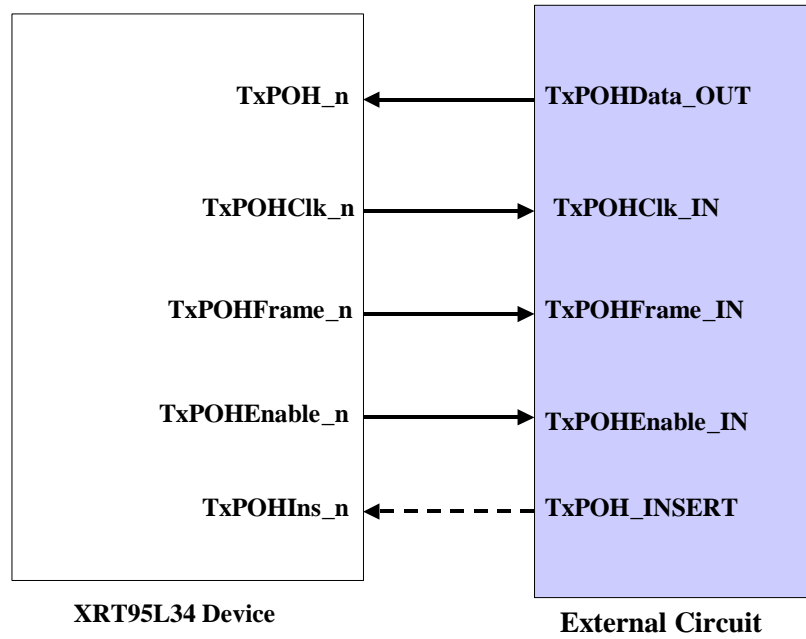 TxPOH_n TxPOHData_OUT
TxPOHClk_n TxPOHClk_IN
TxPOHFrame_n TxPOHFrame_IN
TxPOHEnable_n TxPOHEnable_IN
TxPOHIns_n TxPOH_INSERT
XRT95L34 Device
External Circuit